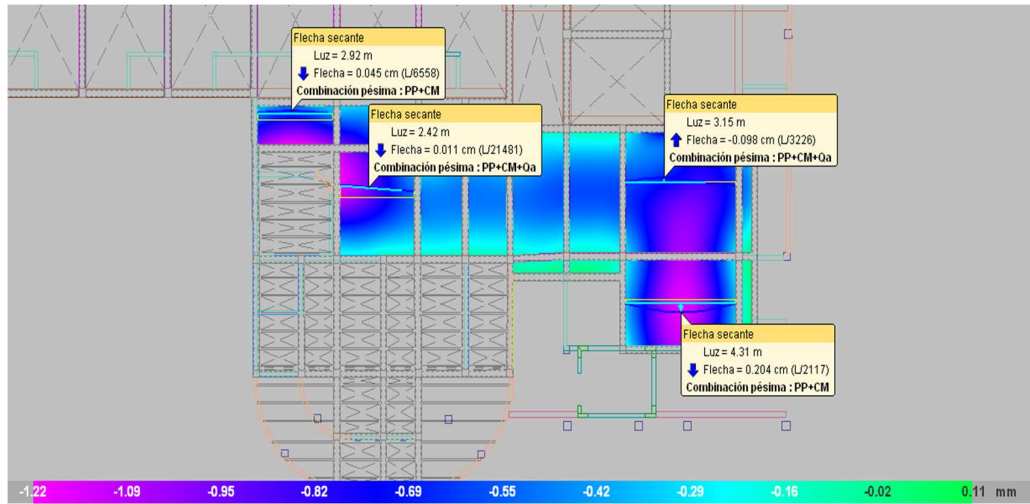 Flecha secante
Luz = 2.92 m
Flecha = 0.045 cm (L/6558)
Combinación pésima : PP+CM
Flecha secante
Luz = 2.42 m
Flecha = 0.011 cm (L/21481)
Combinación pésima : PP+CM+Qa
Flecha secante
Luz = 3.15 m
Flecha = -0.098 cm (L/3226)
Combinación pésima : PP+CM+Qa
Flecha secante
Luz = 4.31 m
Flecha = 0.204 cm (L/2117)
Combinación pésima : PP+CM
-1.22 -1.09 -0.95 -0.82 -0.69 -0.55 -0.42 -0.29 -0.16 -0.02 0.11 mm